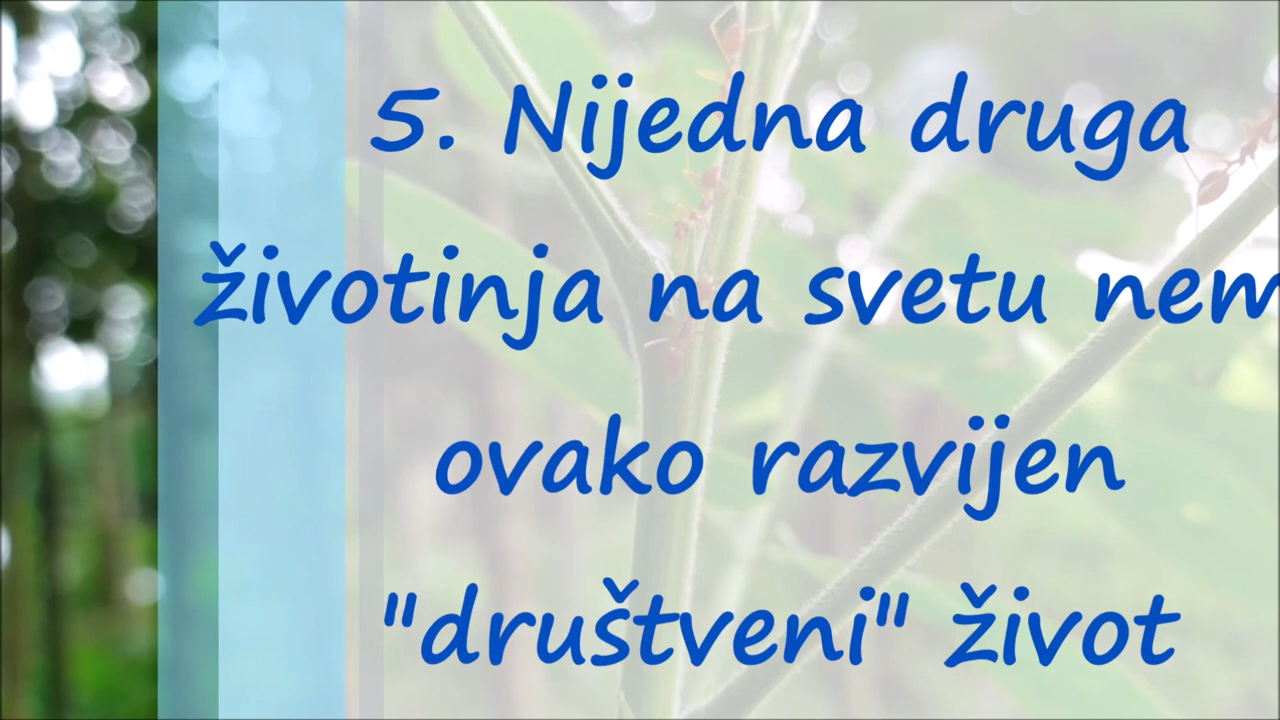 5. Nijedna druga
životinja na svetu nem
ovako razvijen
"društveni" život